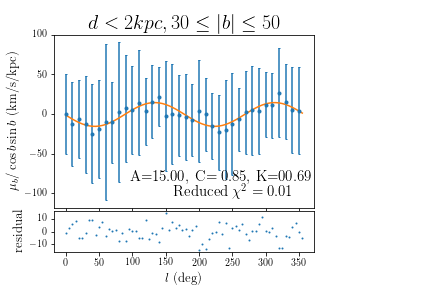 d < 2kpc, 30 ≤ |b| ≤ 50
100
50
0
−50
−100
μb/ cos b sin b (km/s/kpc)
A=15.00, C= 0.85, K=00.69
Reduced χ² = 0.01
10
0
−10
residual
0 50 100 150 200 250 300 350
l (deg)